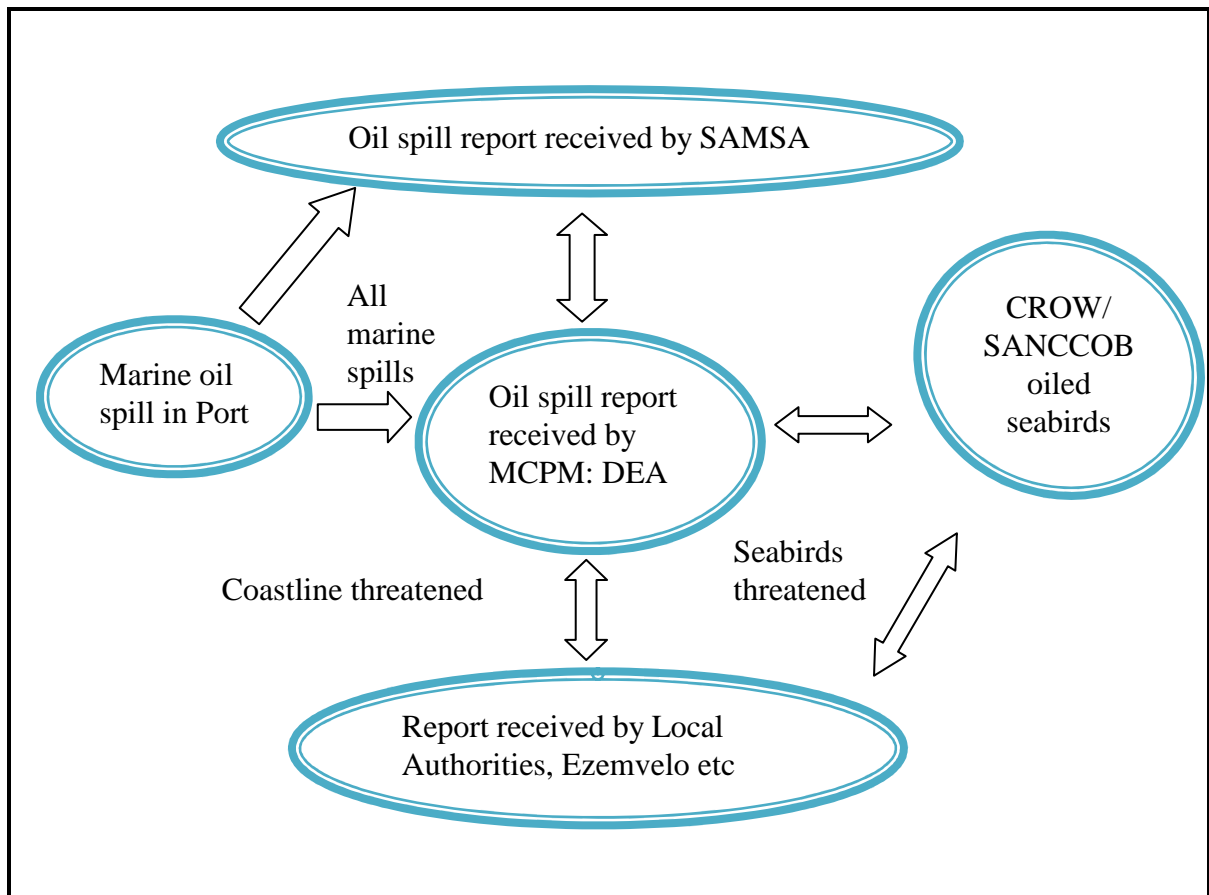 Oil spill report received by SAMSA
All
marine
spills
Marine oil
spill in Port
Oil spill report
received by
MCPM: DEA
CROW/
SANCCOB
oiled
seabirds
Coastline threatened
Seabirds
threatened
Report received by Local
Authorities, Ezemvelo etc